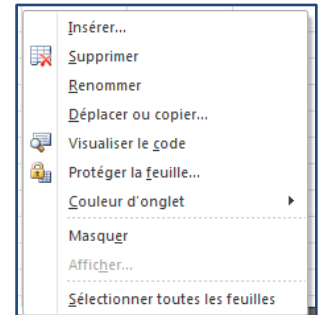 Insérer...
Supprimer
Renommer
Déplacer ou copier...
Visualiser le code
Protéger la feuille...
Couleur d'onglet
Masquer
Afficher...
Sélectionner toutes les feuilles